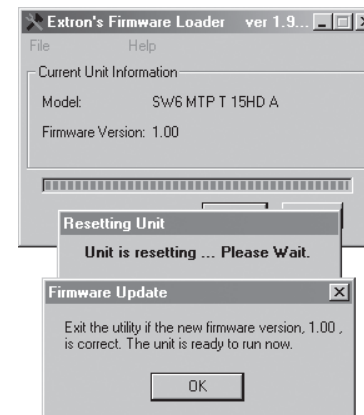 Extron's Firmware Loader ver 1.9...
File Help
Current Unit Information
Model: SW6 MTP T 15HD A
Firmware Version: 1.00
Resetting Unit
Unit is resetting ... Please Wait.
Firmware Update
Exit the utility if the new firmware version, 1.00 ,
is correct. The unit is ready to run now.
OK